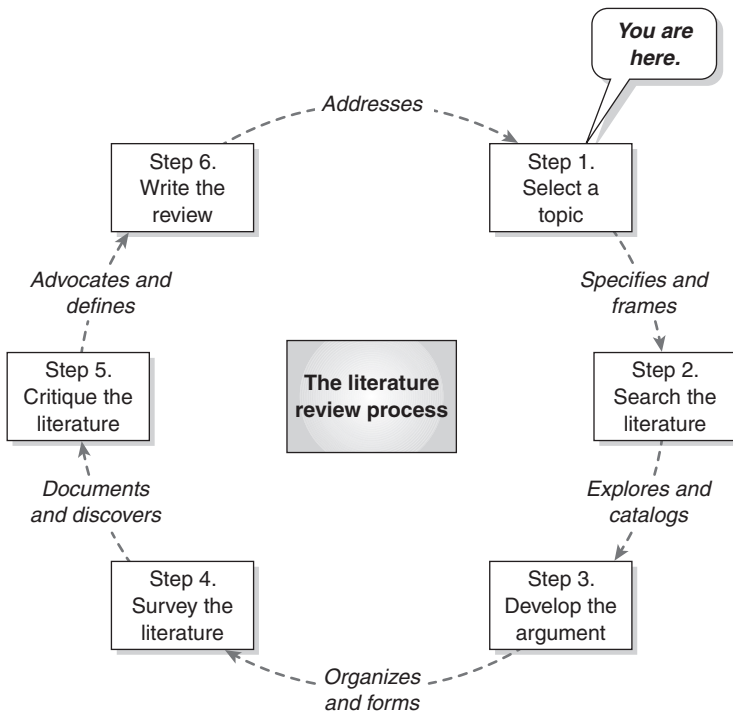 You are
here.
Addresses
Step 1.
Select a
topic
Specifies and
frames
Step 2.
Search the
literature
Explores and
catalogs
Step 3.
Develop the
argument
Organizes
and forms
Step 4.
Survey the
literature
Documents
and discovers
Step 5.
Critique the
literature
Advocates and
defines
Step 6.
Write the
review
The literature
review process